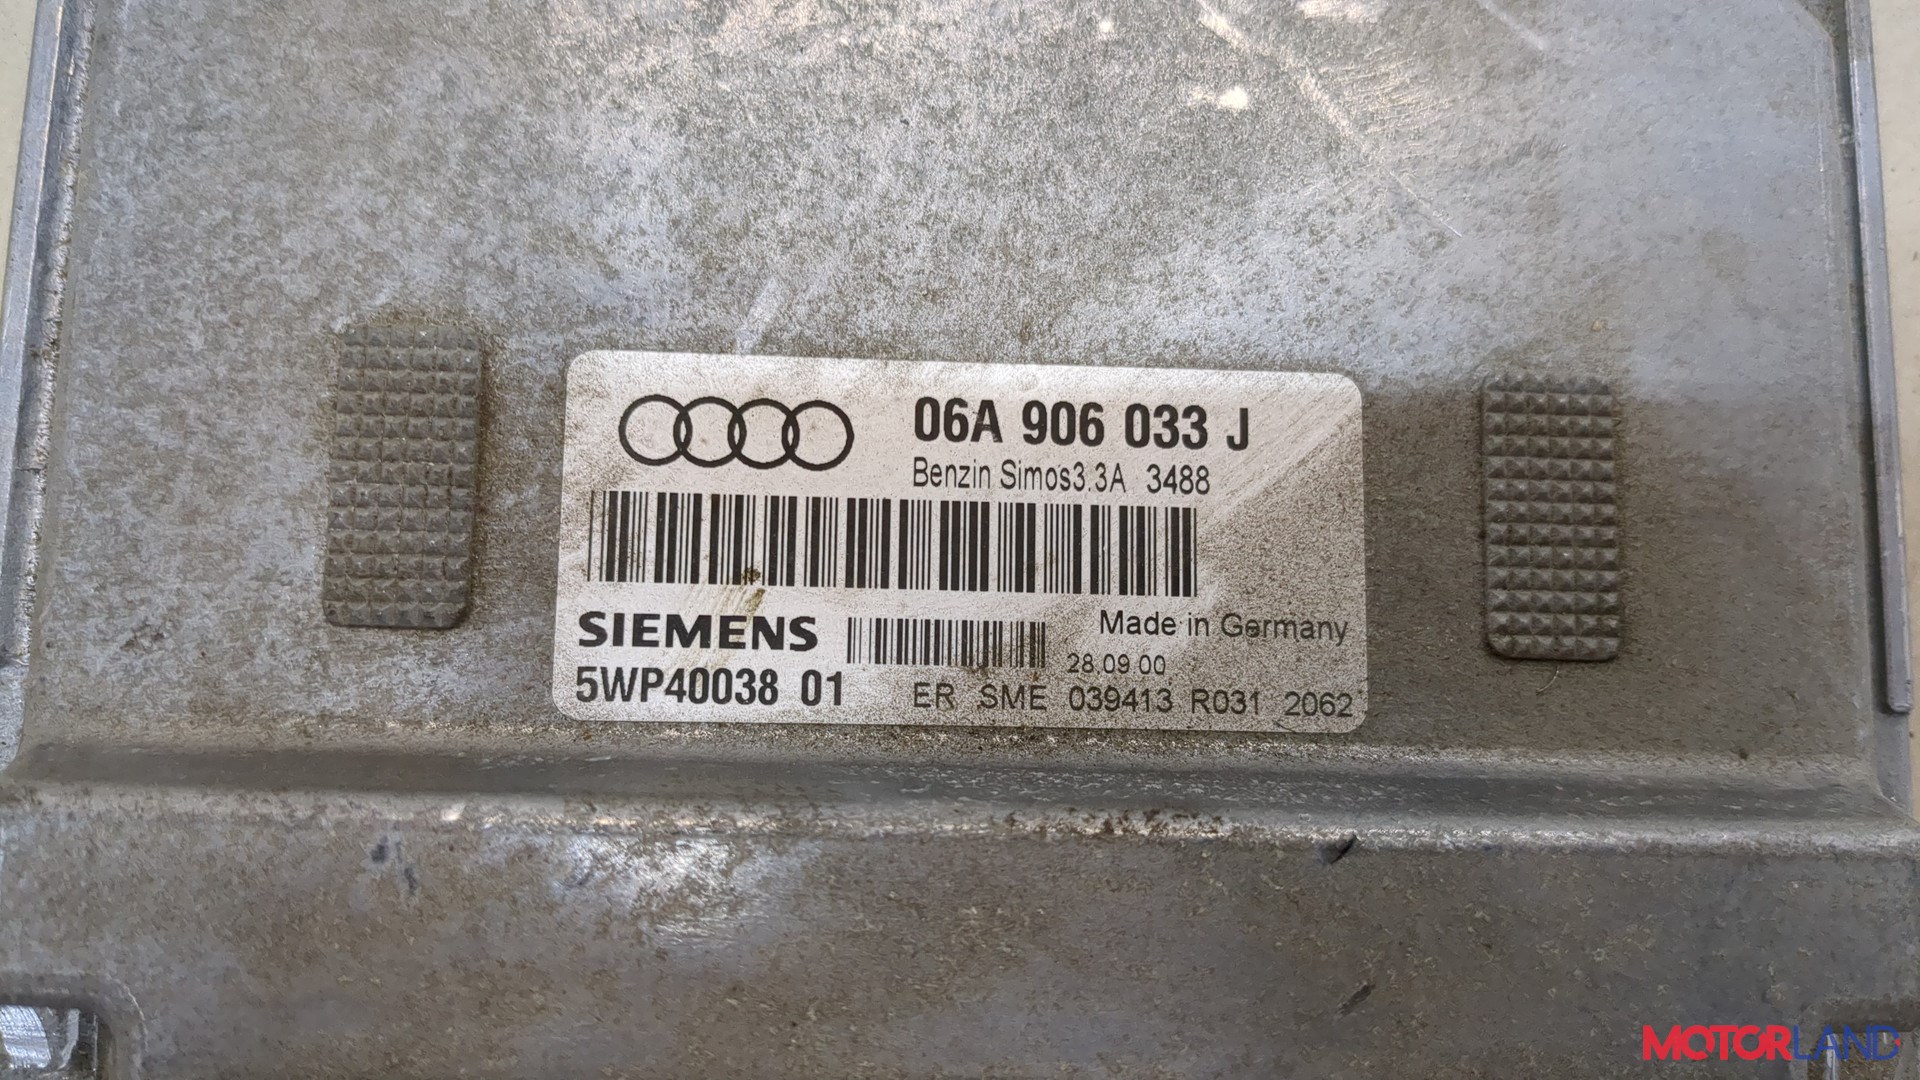 06A 906 033 J
Benzin Simos3.3A 3488
SIEMENS
Made in Germany
28.09.00
5WP40038 01
ER SME 039413 R031 2062
MOTORLAND